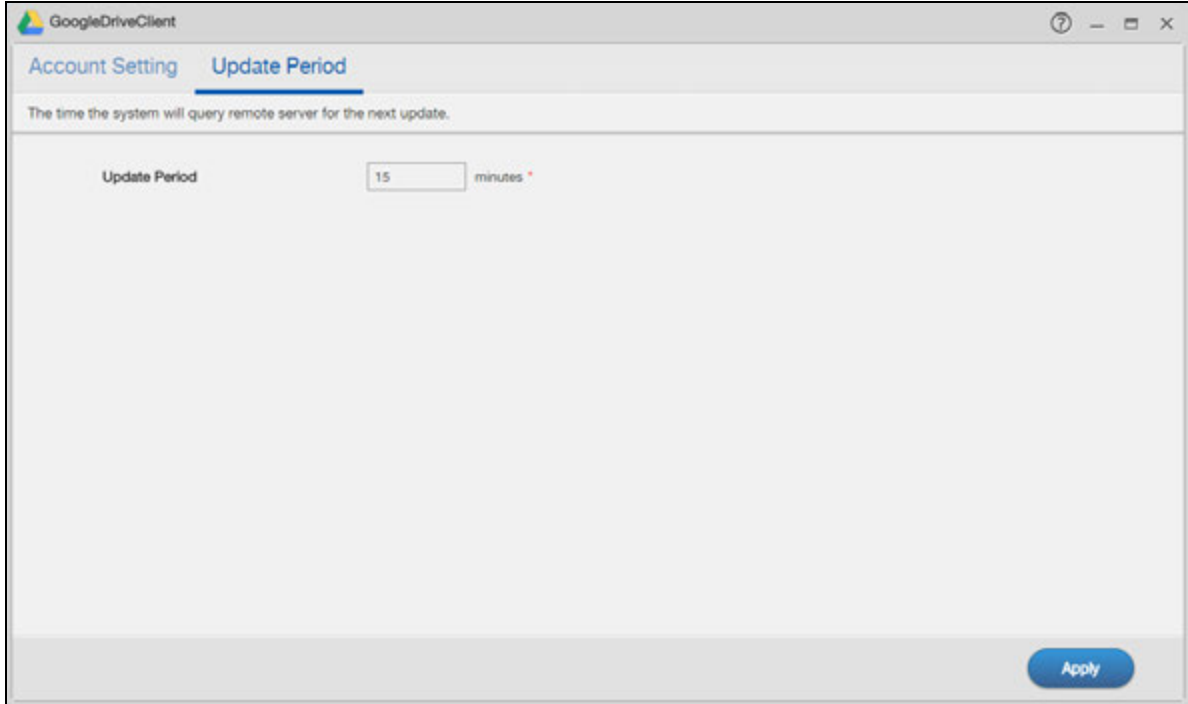 GoogleDriveClient
Account Setting Update Period
The time the system will query remote server for the next update.
Update Period 15 minutes *
Apply